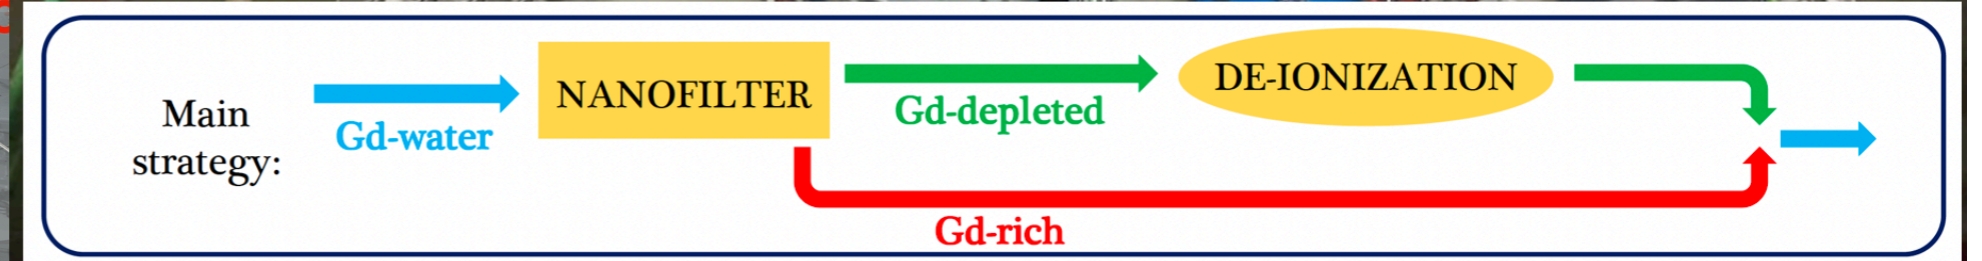 Main
strategy:
Gd-water
NANOFILTER
Gd-depleted
DE-IONIZATION
Gd-rich